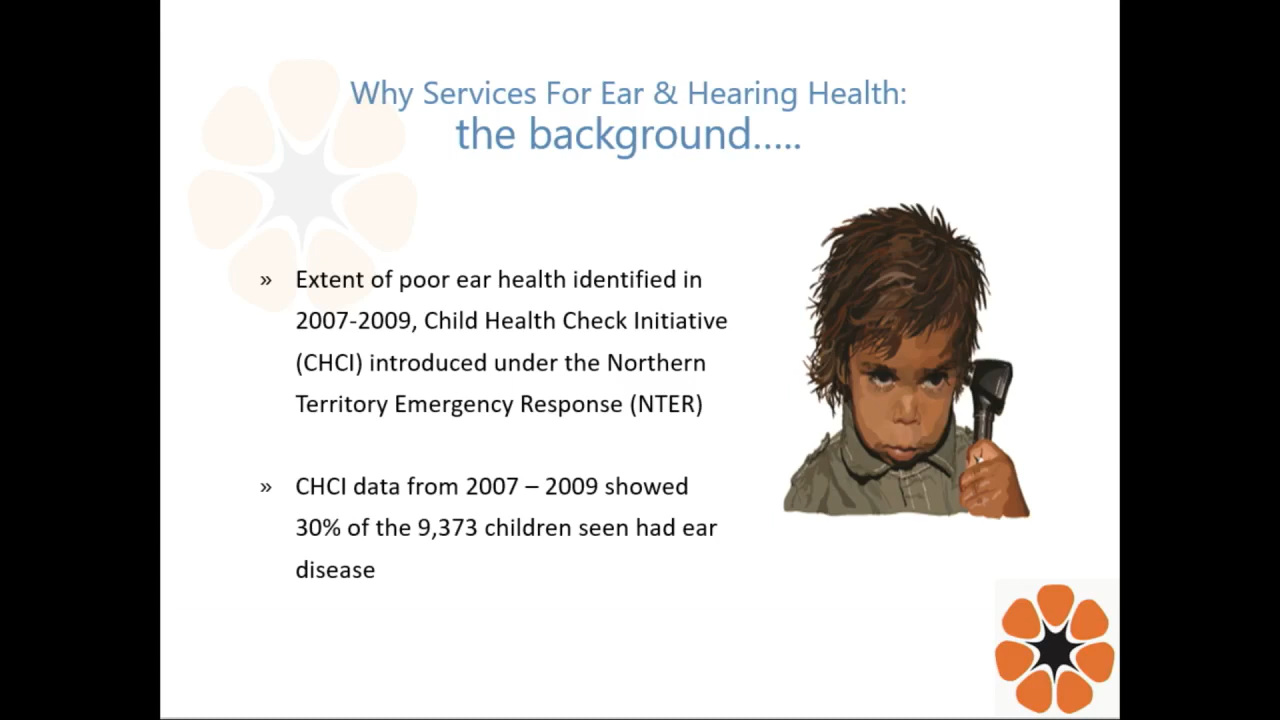 Why Services For Ear & Hearing Health:
the background.....
» Extent of poor ear health identified in
2007-2009, Child Health Check Initiative
(CHCI) introduced under the Northern
Territory Emergency Response (NTER)
» CHCI data from 2007 – 2009 showed
30% of the 9,373 children seen had ear
disease